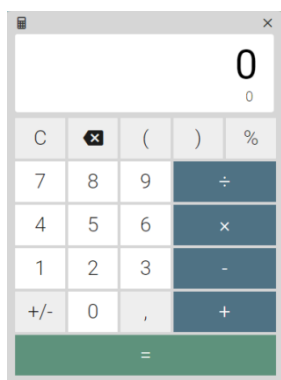 ×
0
0
C ( ) %
7 8 9 ÷
4 5 6 ×
1 2 3 -
+/- 0 , +
=